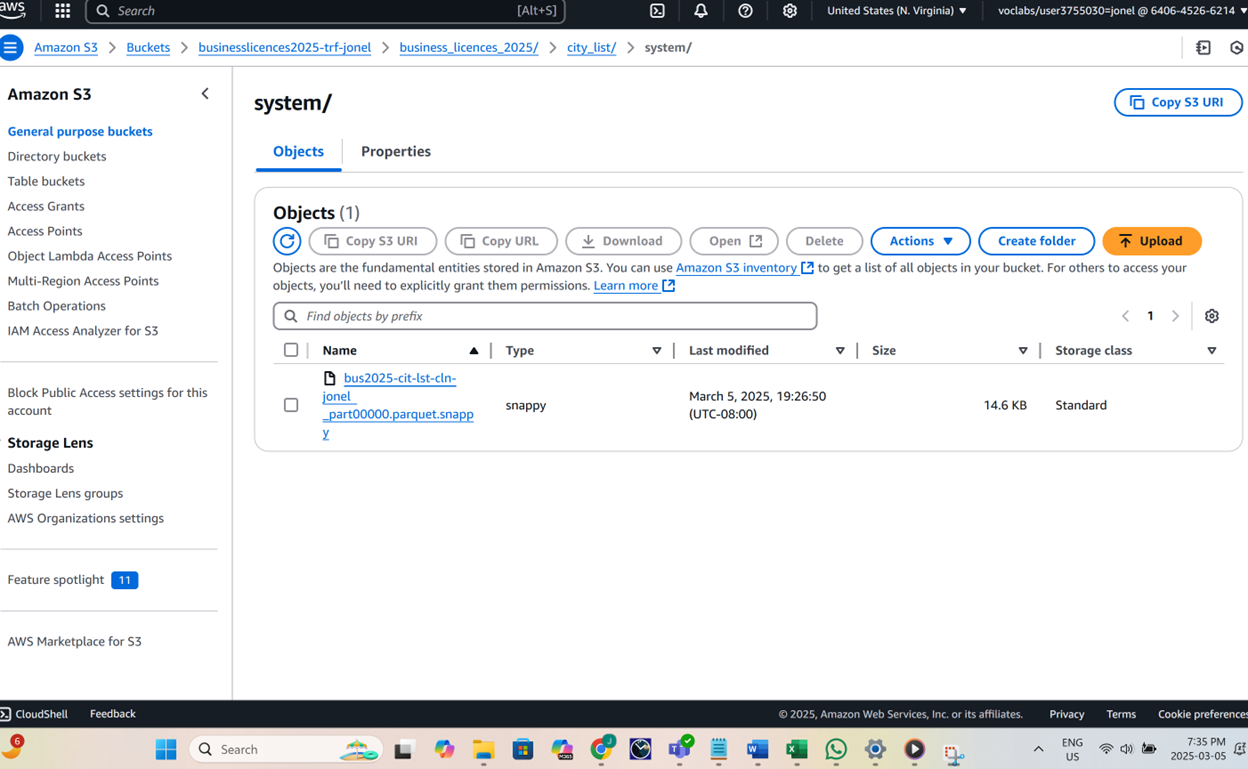 aws
Search
[Alt+S]
United States (N. Virginia)
voclabs/user3755030=jonel @ 6406-4526-6214
Amazon S3
Buckets
businesslicences2025-trf-jonel
business_licences_2025/
city_list/
system/
Amazon S3
General purpose buckets
Directory buckets
Table buckets
Access Grants
Access Points
Object Lambda Access Points
Multi-Region Access Points
Batch Operations
IAM Access Analyzer for S3
Block Public Access settings for this
account
Storage Lens
Dashboards
Storage Lens groups
AWS Organizations settings
Feature spotlight 11
AWS Marketplace for S3
system/
Copy S3 URI
Objects
Properties
Objects (1)
Copy S3 URI
Copy URL
Download
Open
Delete
Actions
Create folder
Upload
Objects are the fundamental entities stored in Amazon S3. You can use Amazon S3 inventory to get a list of all objects in your bucket. For others to access your
objects, you'll need to explicitly grant them permissions. Learn more
Find objects by prefix
1
Name
Type
Last modified
Size
Storage class
bus2025-cit-lst-cln-
jonel
_part00000.parquet.snapp
y
snappy
March 5, 2025, 19:26:50
(UTC-08:00)
14.6 KB
Standard
CloudShell
Feedback
© 2025, Amazon Web Services, Inc. or its affiliates.
Privacy
Terms
Cookie preferences
6
Search
M365
ENG
US
7:35 PM
2025-03-05